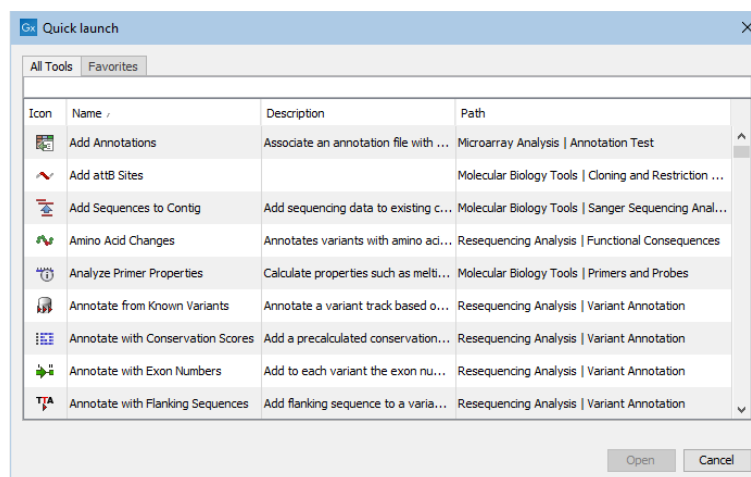 Gx Quick launch
All Tools Favorites
Icon Name Description Path
Add Annotations Associate an annotation file with ... Microarray Analysis | Annotation Test
Add attB Sites Molecular Biology Tools | Cloning and Restriction ...
Add Sequences to Contig Add sequencing data to existing c... Molecular Biology Tools | Sanger Sequencing Anal...
Amino Acid Changes Annotates variants with amino aci... Resequencing Analysis | Functional Consequences
Analyze Primer Properties Calculate properties such as melti... Molecular Biology Tools | Primers and Probes
Annotate from Known Variants Annotate a variant track based o... Resequencing Analysis | Variant Annotation
Annotate with Conservation Scores Add a precalculated conservation... Resequencing Analysis | Variant Annotation
Annotate with Exon Numbers Add to each variant the exon nu... Resequencing Analysis | Variant Annotation
TTA Annotate with Flanking Sequences Add flanking sequence to a varia... Resequencing Analysis | Variant Annotation
Open Cancel